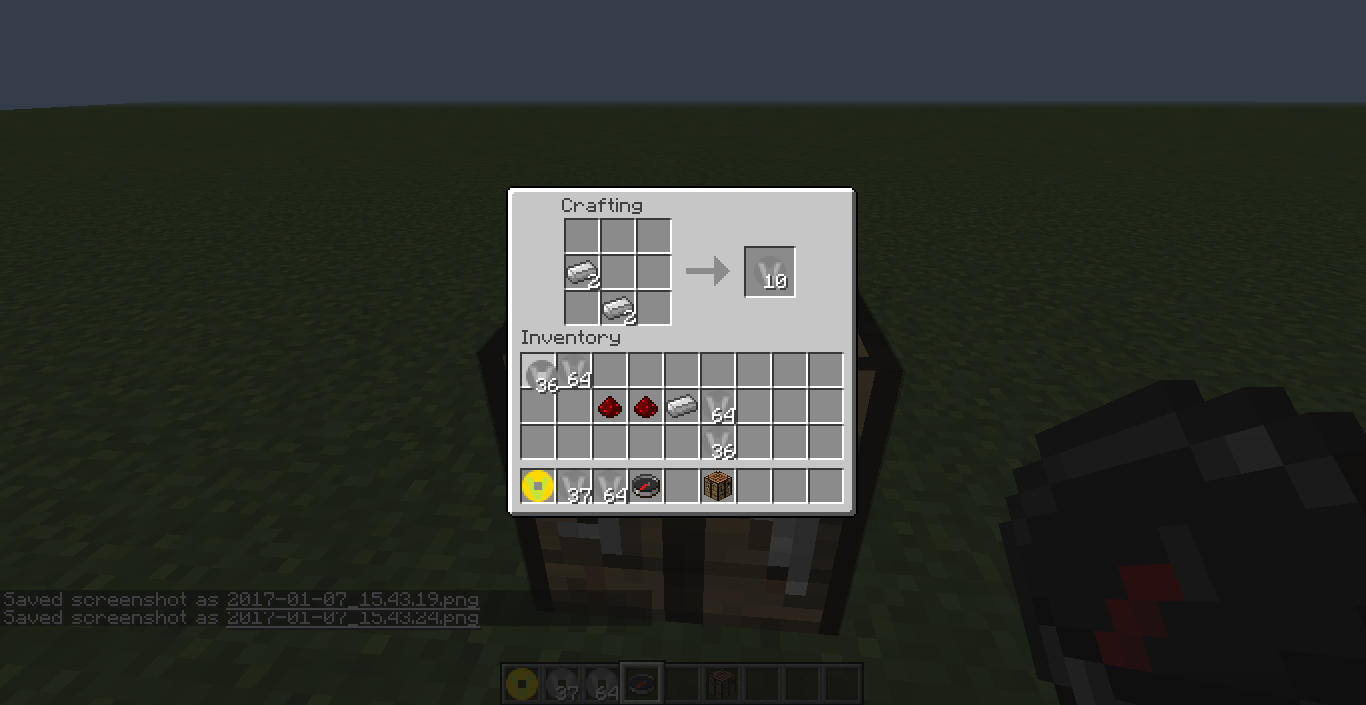 Crafting
2
10
2
Inventory
36 64
64
36
37 64
Saved screenshot as 2017-01-07_15.43.19.png
Saved screenshot as 2017-01-07_15.43.24.png
37 64